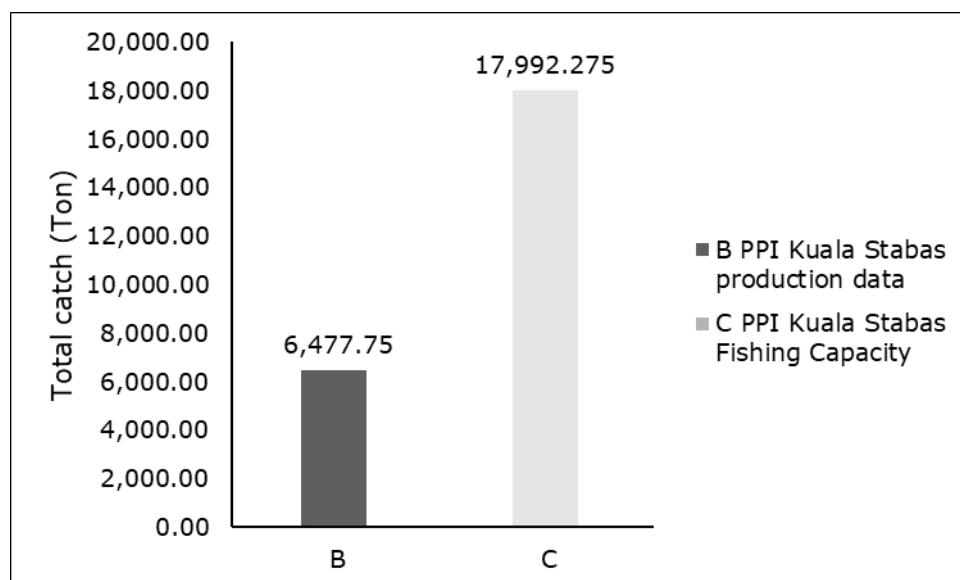 20,000.00
18,000.00
16,000.00
14,000.00
12,000.00
10,000.00
8,000.00
6,000.00
4,000.00
2,000.00
0.00
Total catch (Ton)
6,477.75
17,992.275
B
C
B PPI Kuala Stabas
production data
C PPI Kuala Stabas
Fishing Capacity